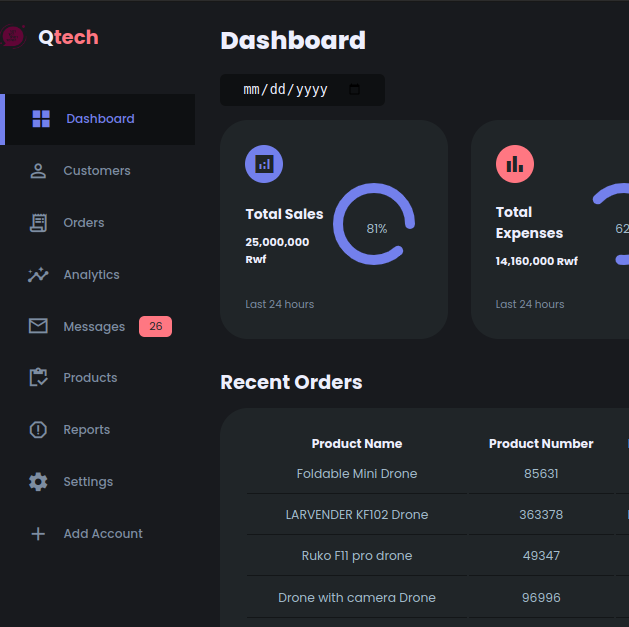 Qtech
Dashboard
Customers
Orders
Analytics
Messages 26
Products
Reports
Settings
Add Account
Dashboard
mm/dd/yyyy
Total Sales
25,000,000
Rwf
81%
Last 24 hours
Total
Expenses
14,160,000 Rwf
62
Last 24 hours
Recent Orders
Product Name Product Number
Foldable Mini Drone 85631
LARVENDER KF102 Drone 363378
Ruko F11 pro drone 49347
Drone with camera Drone 96996